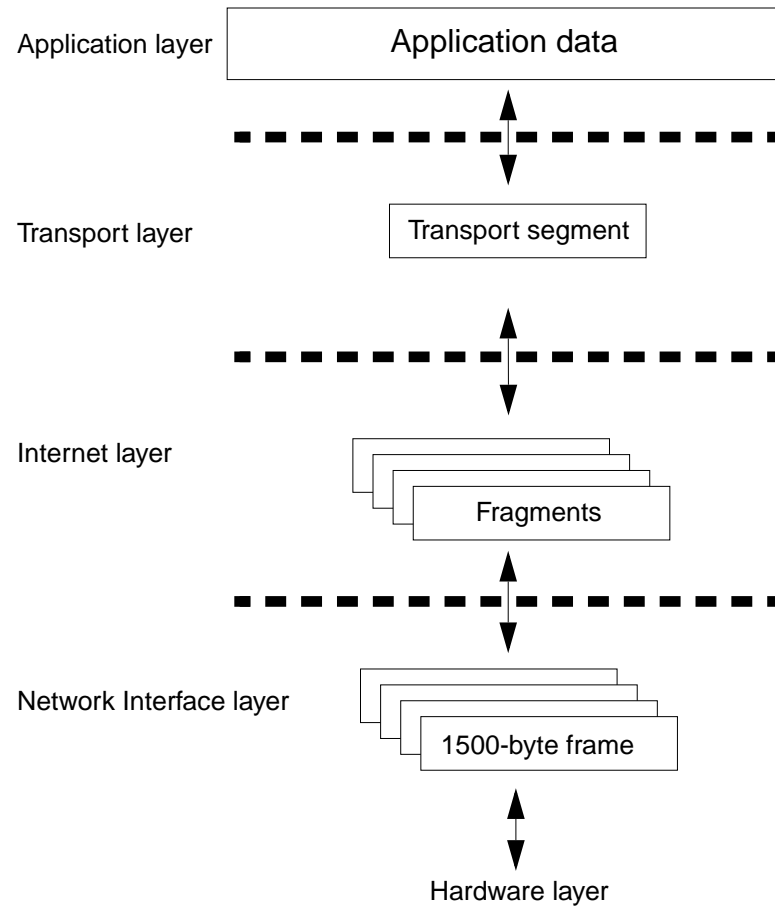 Application layer
Application data
Transport layer
Transport segment
Internet layer
Fragments
Network Interface layer
1500-byte frame
Hardware layer